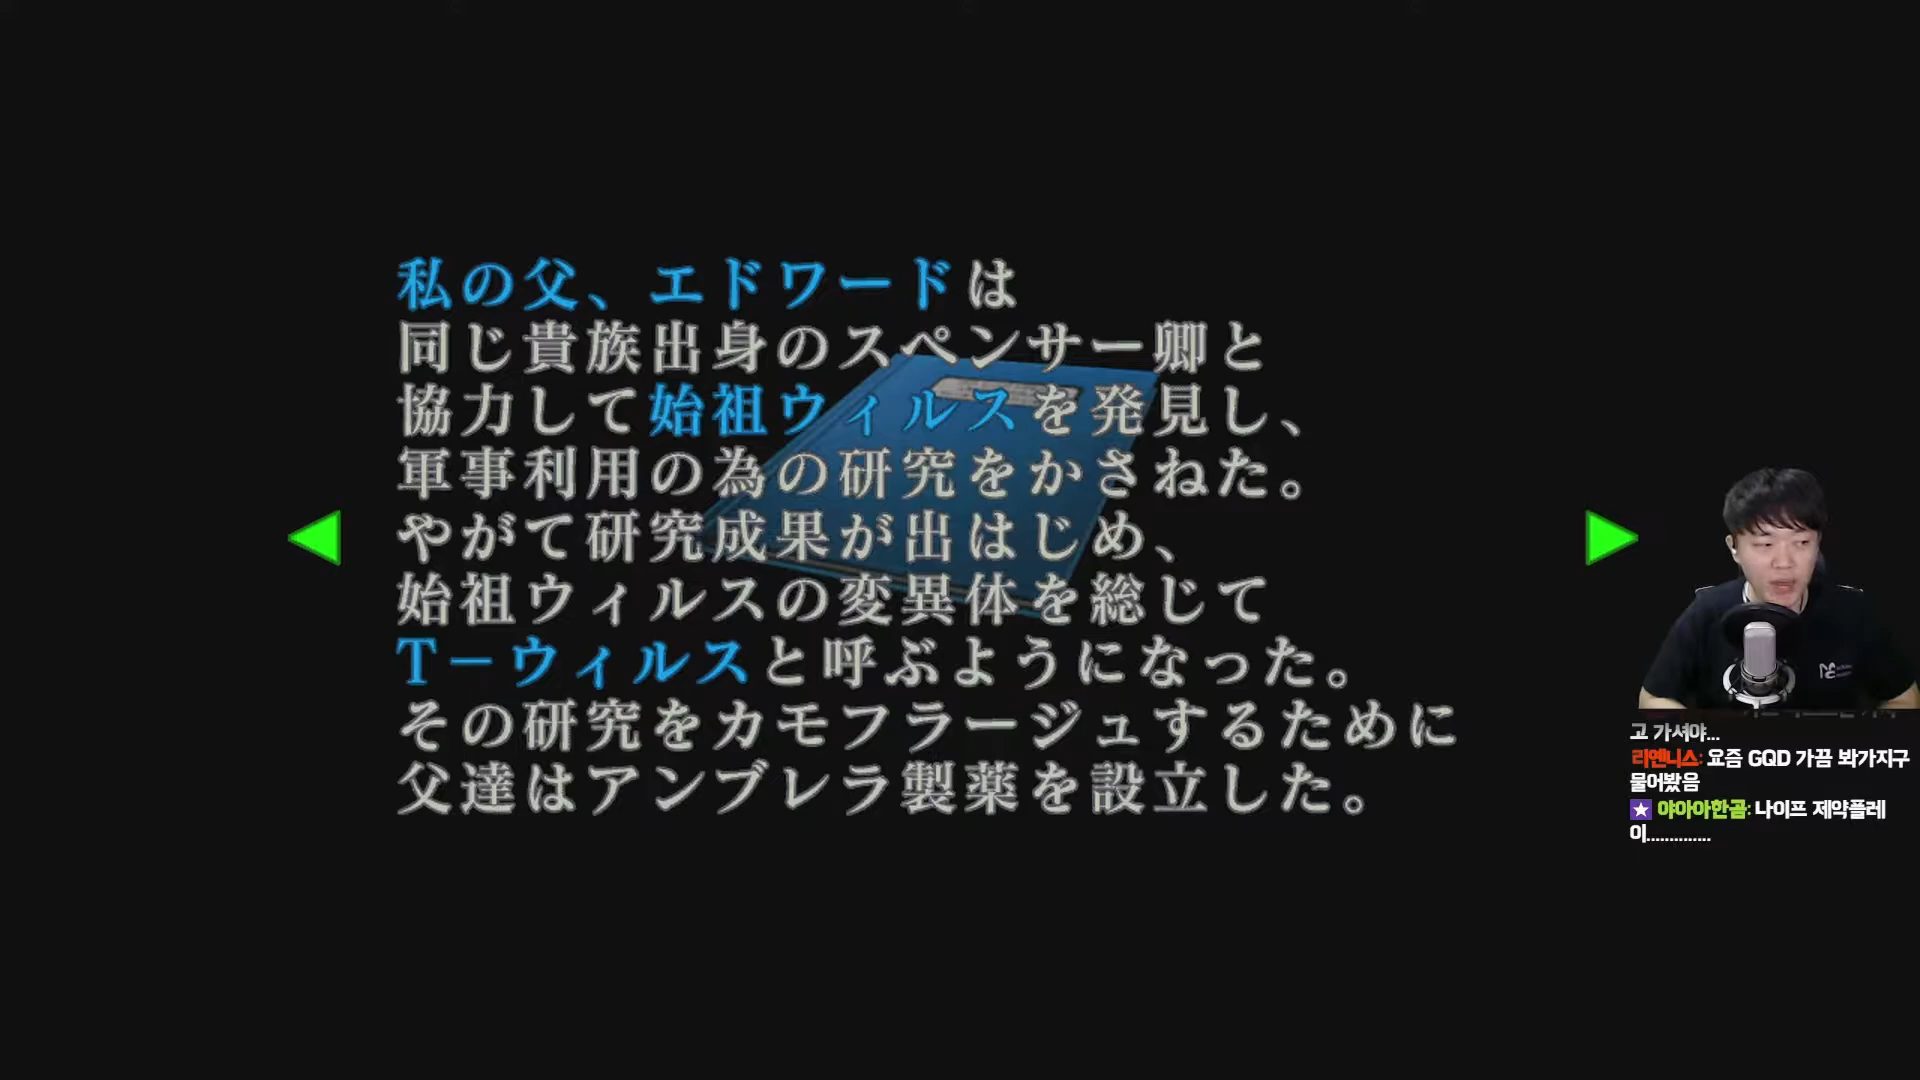 私の父、エドワードは
同じ貴族出身のスペンサー卿と
協力して始祖ウィルスを発見し、
軍事利用の為の研究をかさねた。
やがて研究成果が出はじめ、
始祖ウィルスの変異体を総じて
T－ウィルスと呼ぶようになった。
その研究をカモフラージュするために
父達はアンブレラ製薬を設立した。
고 가셔야...
리엔니스: 요즘 GQD 가끔 봐가지구
물어봤음
야아아한곰: 나이프 제약플레
이..............